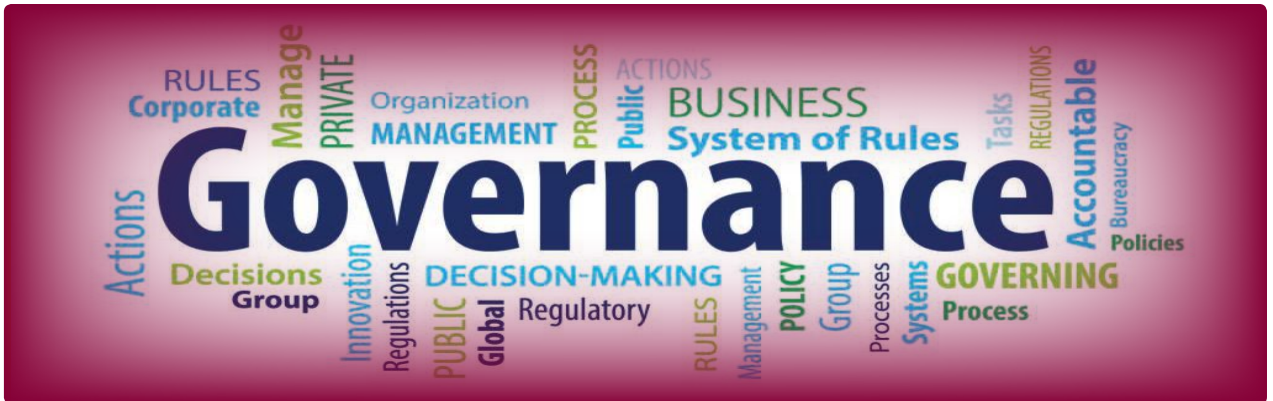 RULES
Corporate
Manage
PRIVATE
Organization
MANAGEMENT
PROCESS
ACTIONS
Public
BUSINESS
System of Rules
Tasks
REGULATIONS
Accountable
Bureaucracy
Governance
Actions
Policies
Decisions
Group
Innovation
Regulations
DECISION-MAKING
PUBLIC
Global
Regulatory
RULES
Management
POLICY
Group
Processes
Systems
GOVERNING
Process